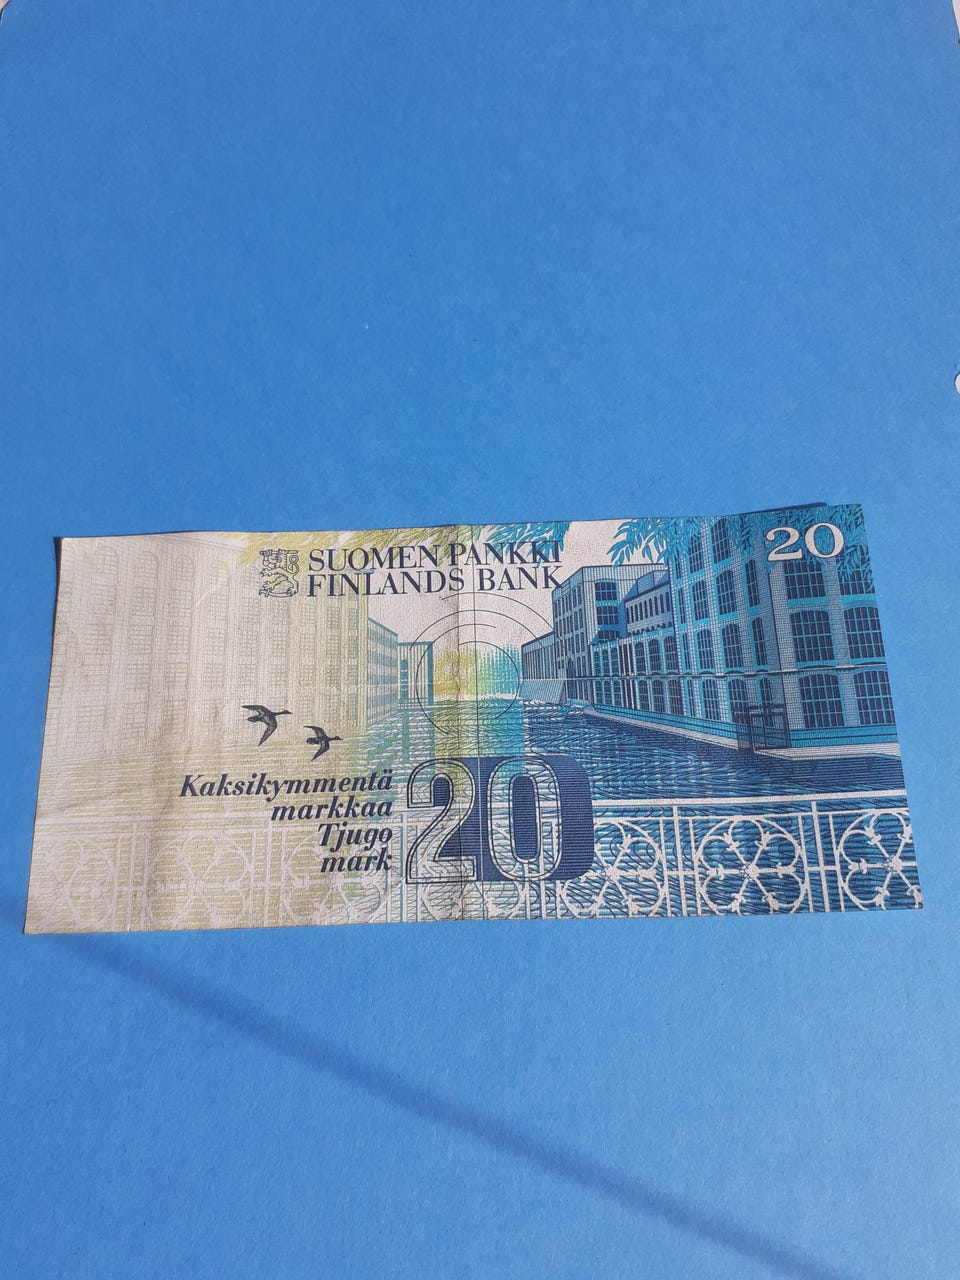 SUOMEN PANKKI
FINLANDS BANK
20
Kaksikymmentä
markkaa
Tjugo
mark
20